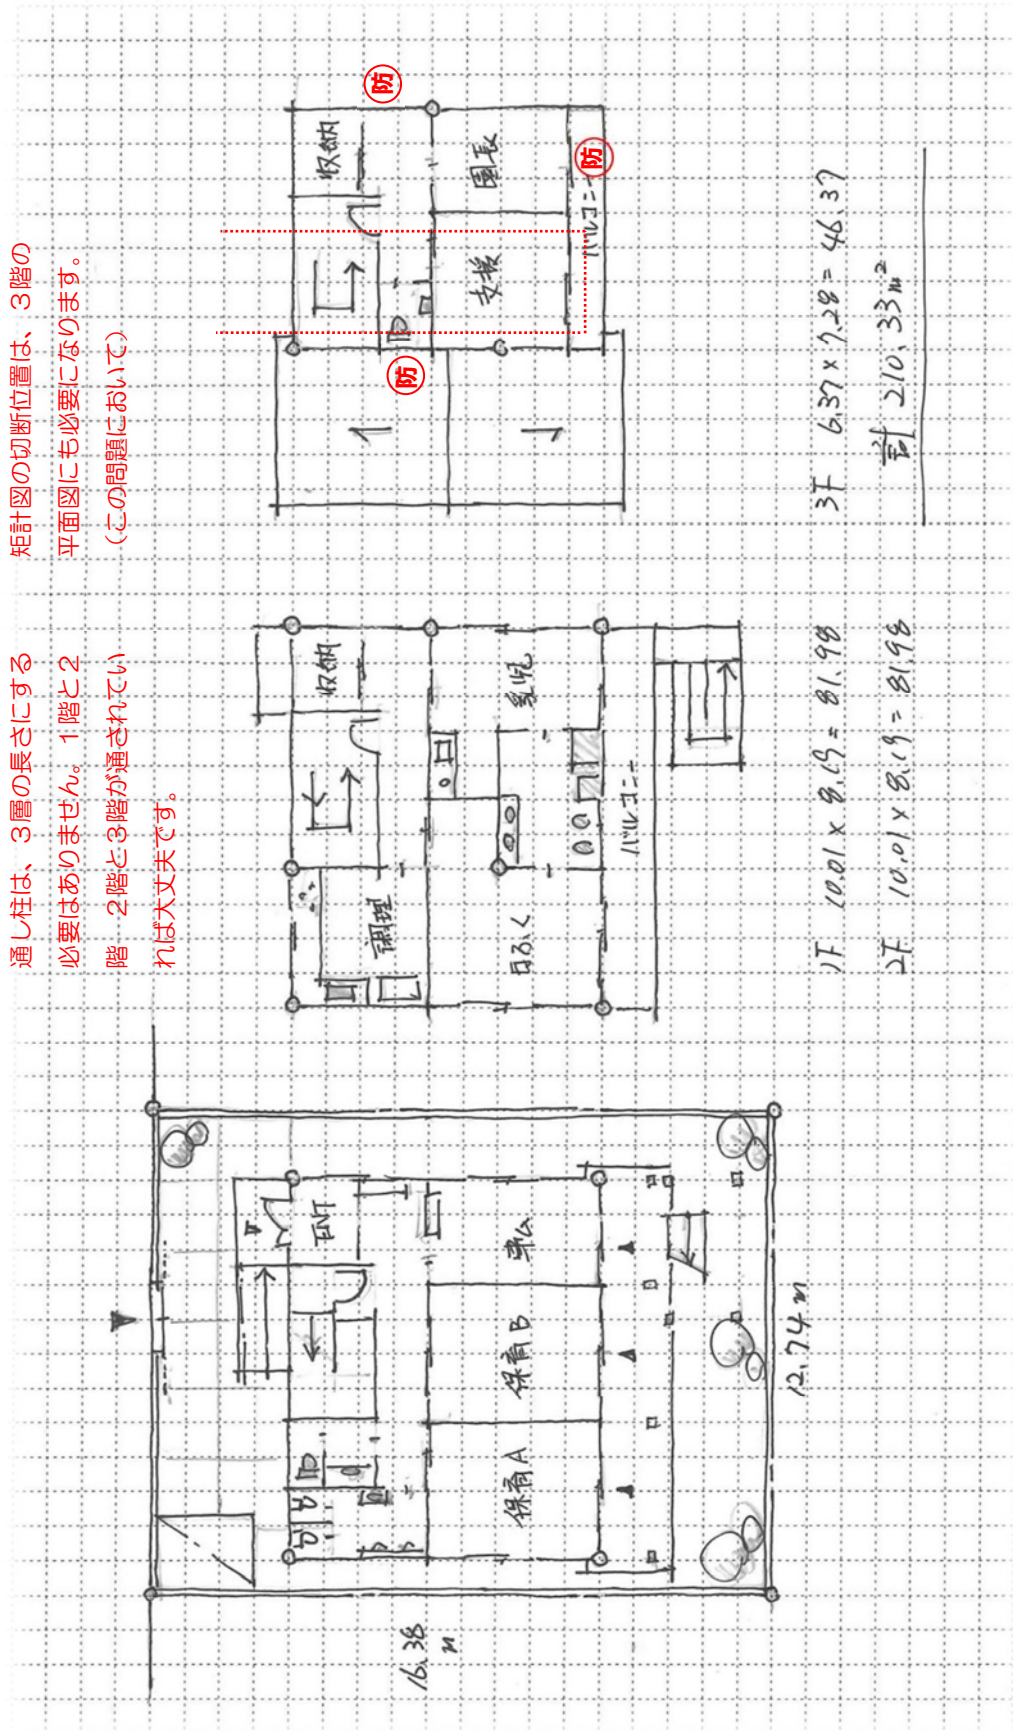 通し柱は、３層の長さにする
必要はありません。１階と２
階　２階と３階が通されてい
れば大丈夫です。
矩計図の切断位置は、３階の
平面図にも必要になります。
（この問題において）
16.38
m
12.74 m
ENT
保育A
保育B
事ム
調理
収納
ほふく
乳児
バルコニー
収納
支援
園長
バルコニー
防
防
防
1F 10.01 × 8.19 = 81.98
2F 10.01 × 8.19 = 81.98
3F 6.37 × 7.28 = 46.37
計 210.33m²